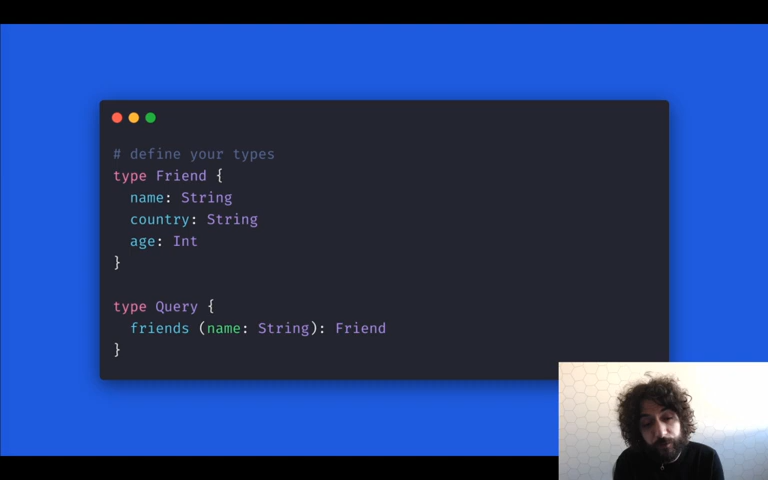 # define your types
type Friend {
name: String
country: String
age: Int
}
type Query {
friends (name: String): Friend
}